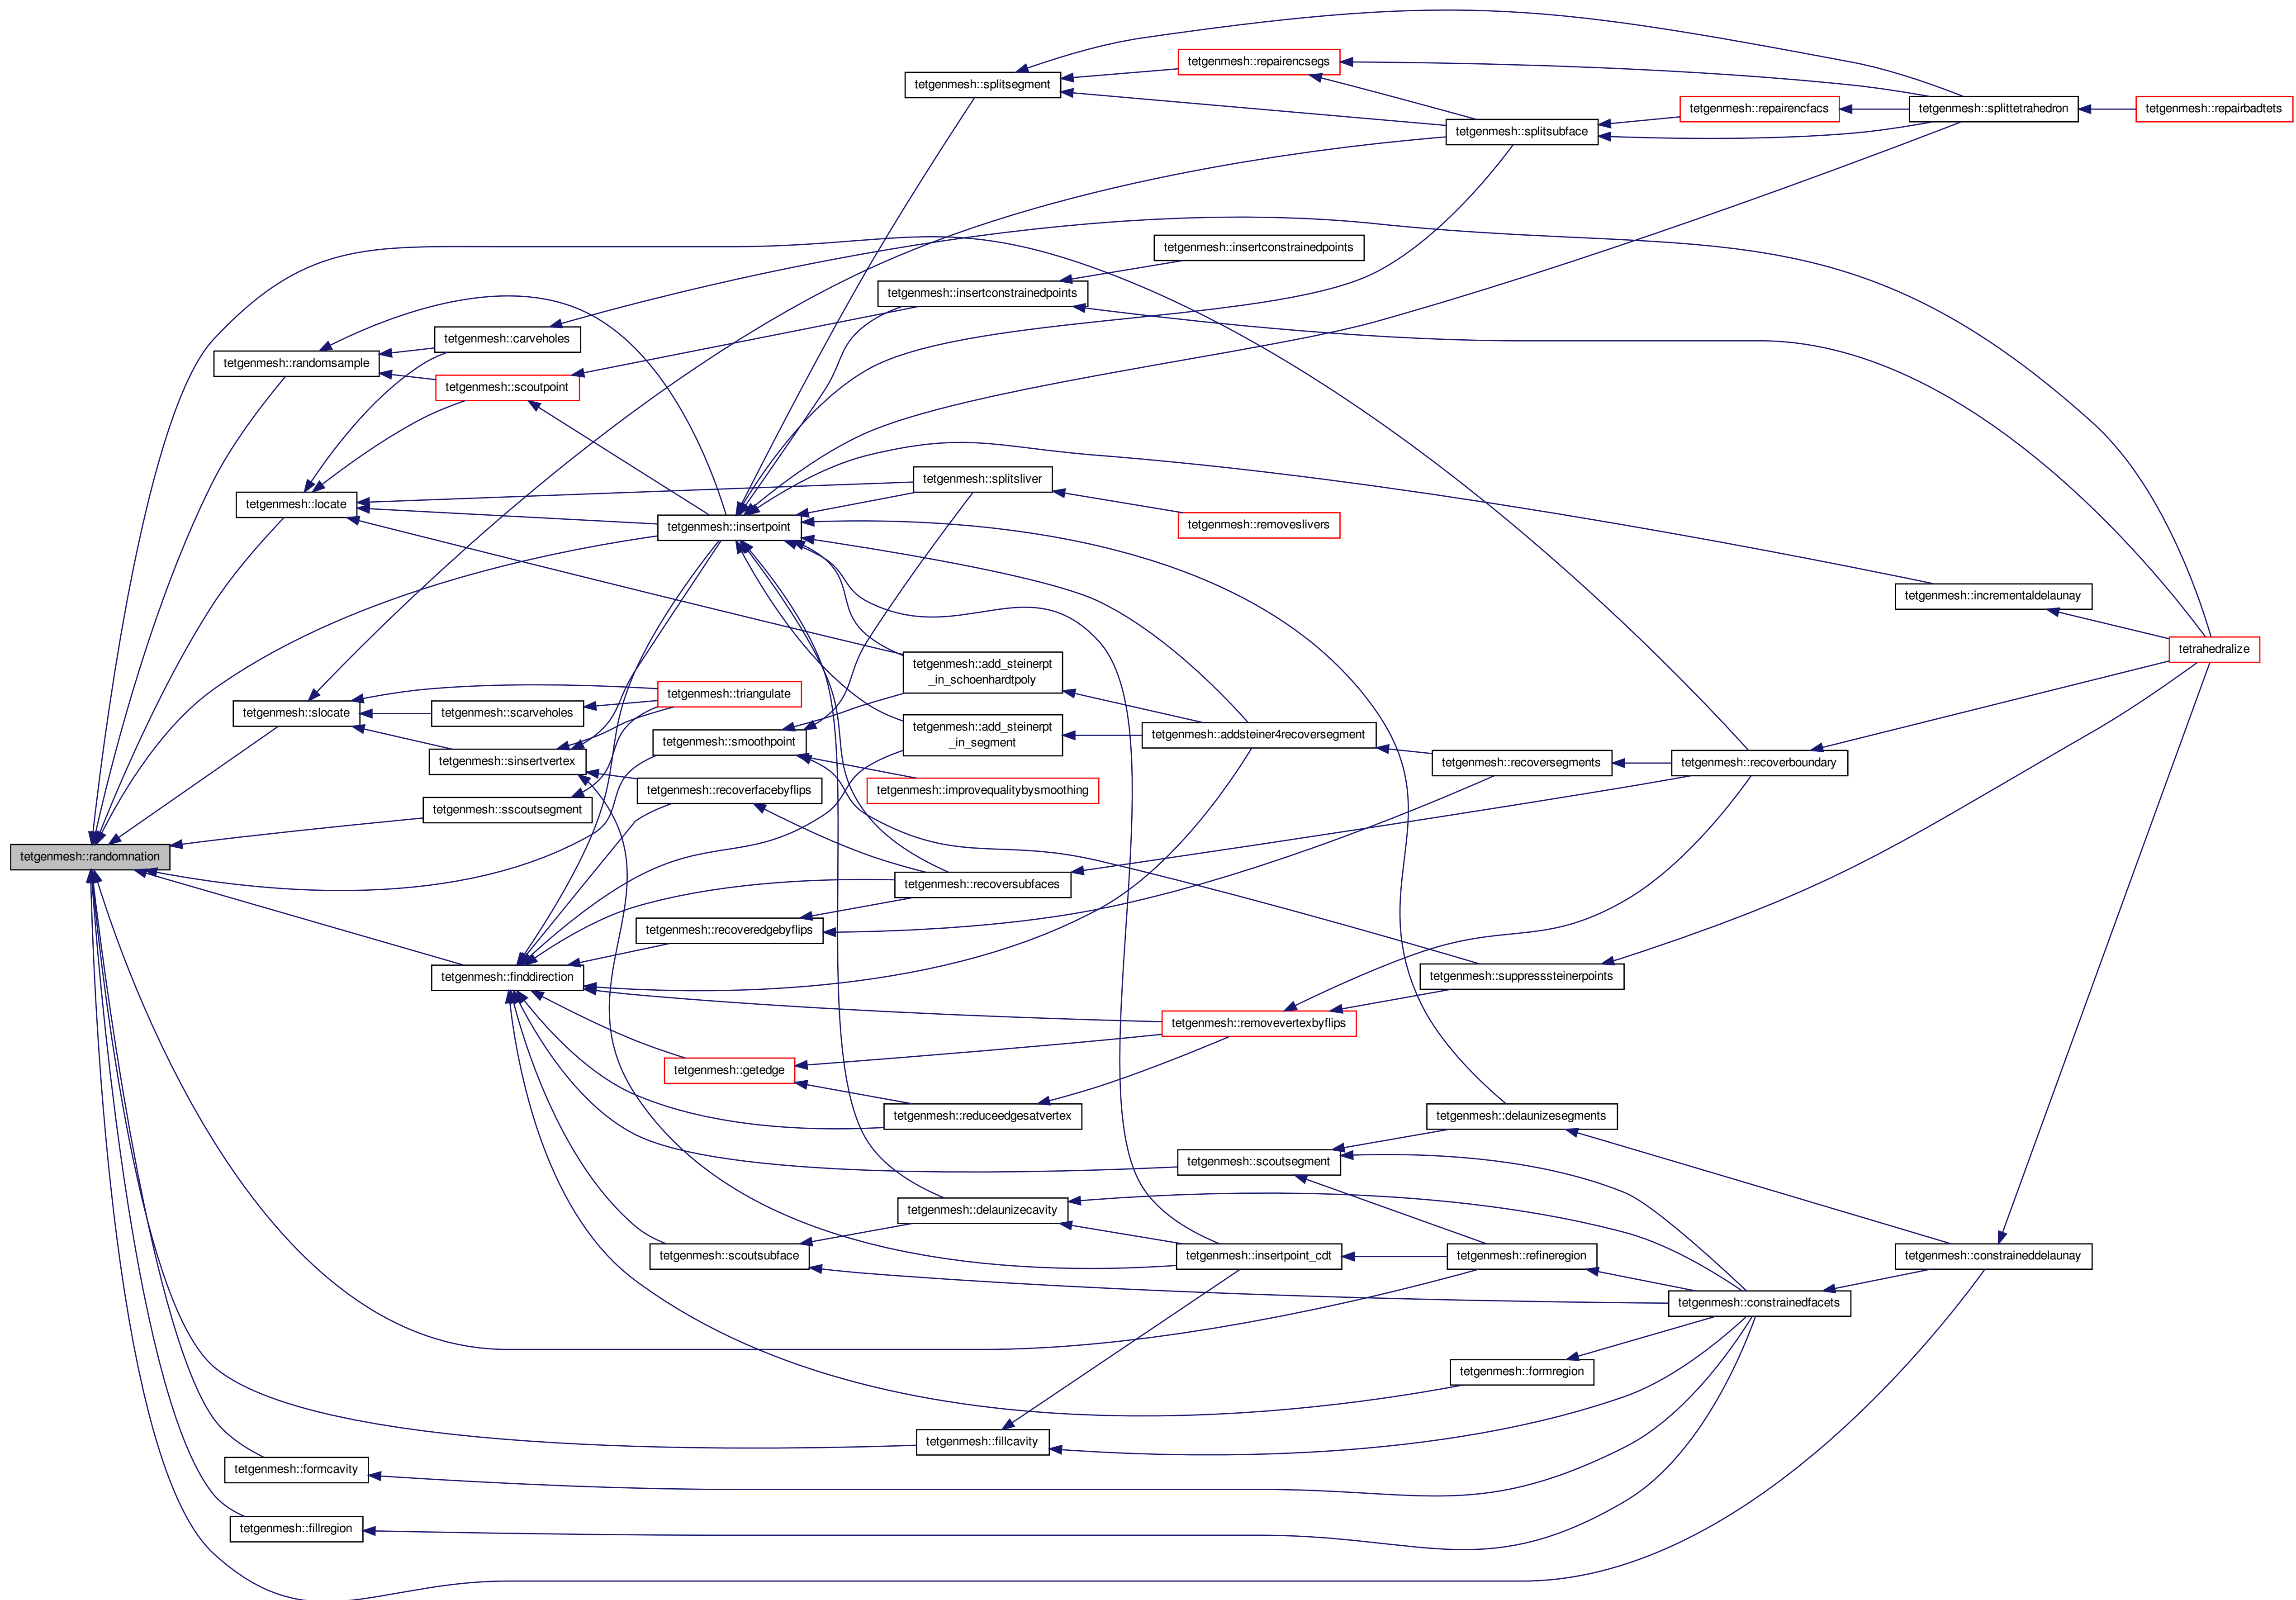 tetgenmesh::repairencsegs
tetgenmesh::splitsegment
tetgenmesh::repairencfacs
tetgenmesh::splittetrahedron
tetgenmesh::repairbadtets
tetgenmesh::splitsubface
tetgenmesh::insertconstrainedpoints
tetgenmesh::insertconstrainedpoints
tetgenmesh::carveholes
tetgenmesh::randomsample
tetgenmesh::scoutpoint
tetgenmesh::splitsliver
tetgenmesh::locate
tetgenmesh::insertpoint
tetgenmesh::removeslivers
tetgenmesh::incrementaldelaunay
tetrahedralize
tetgenmesh::add_steinerpt
_in_schoenhardtpoly
tetgenmesh::triangulate
tetgenmesh::slocate
tetgenmesh::scarveholes
tetgenmesh::add_steinerpt
_in_segment
tetgenmesh::addsteiner4recoversegment
tetgenmesh::smoothpoint
tetgenmesh::sinsertvertex
tetgenmesh::recoversegments
tetgenmesh::recoverboundary
tetgenmesh::recoverfacebyflips
tetgenmesh::improvequalitybysmoothing
tetgenmesh::sscoutsegment
tetgenmesh::randomnation
tetgenmesh::recoversubfaces
tetgenmesh::recoveredgebyflips
tetgenmesh::finddirection
tetgenmesh::suppresssteinerpoints
tetgenmesh::removevertexbyflips
tetgenmesh::getedge
tetgenmesh::reduceedgesatvertex
tetgenmesh::delaunizesegments
tetgenmesh::scoutsegment
tetgenmesh::delaunizecavity
tetgenmesh::scoutsubface
tetgenmesh::insertpoint_cdt
tetgenmesh::refineregion
tetgenmesh::constraineddelaunay
tetgenmesh::constrainedfacets
tetgenmesh::formregion
tetgenmesh::fillcavity
tetgenmesh::formcavity
tetgenmesh::fillregion